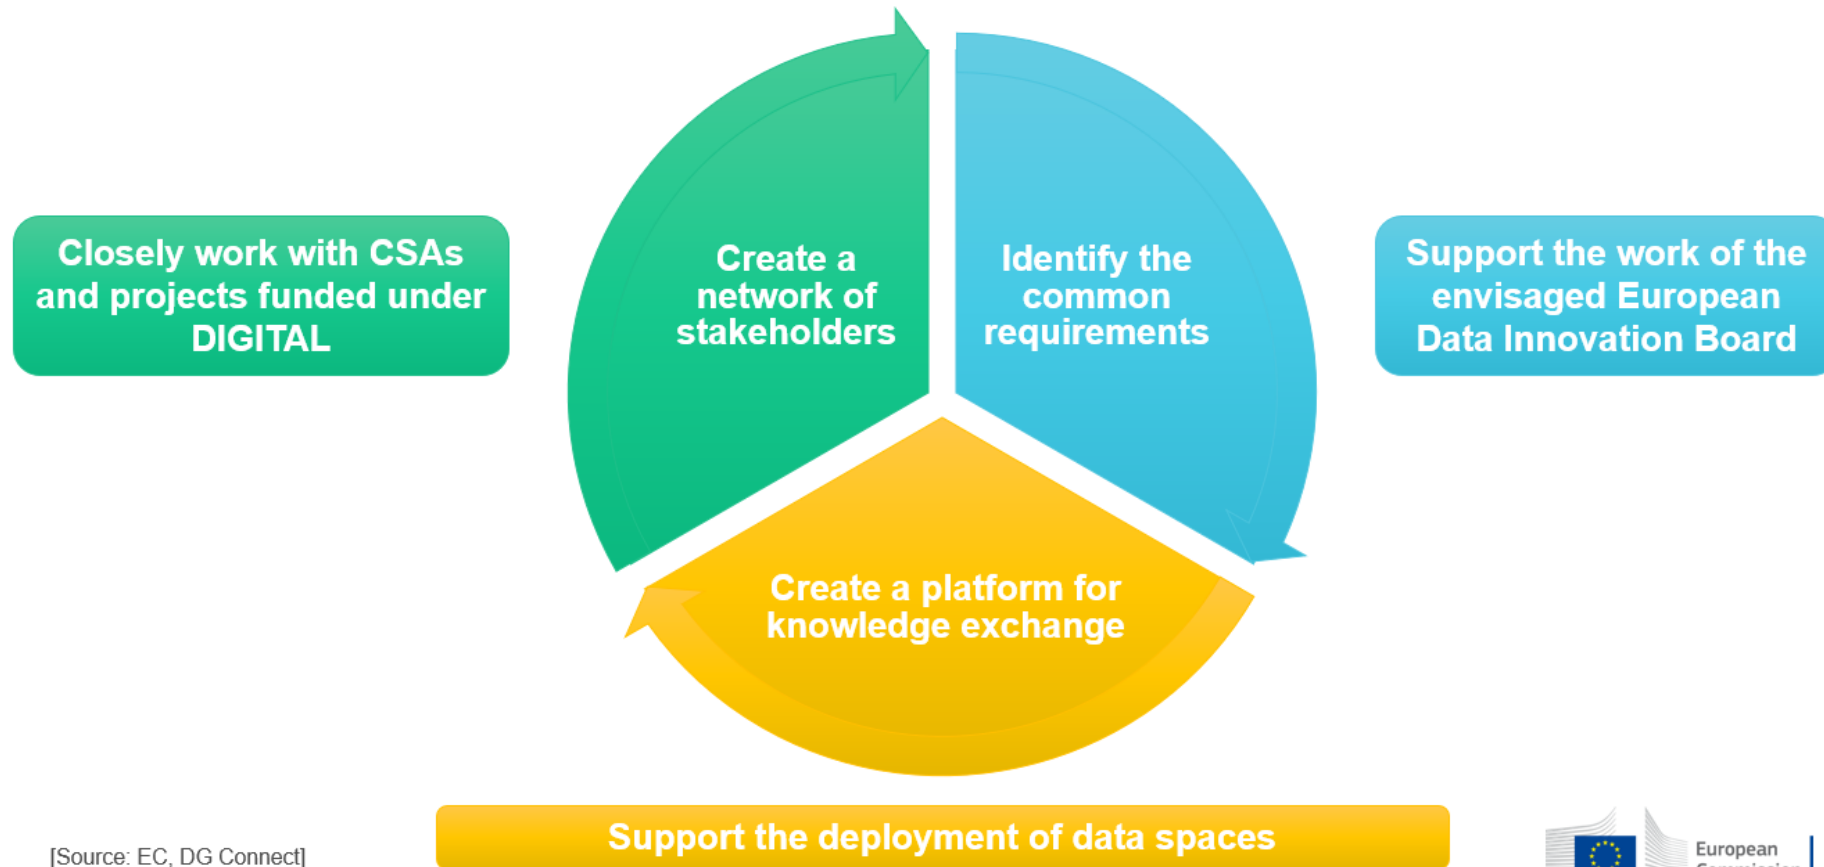 Closely work with CSAs
and projects funded under
DIGITAL
Create a
network of
stakeholders
Identify the
common
requirements
Support the work of the
envisaged European
Data Innovation Board
Create a platform for
knowledge exchange
Support the deployment of data spaces
[Source: EC, DG Connect]
European
Commission